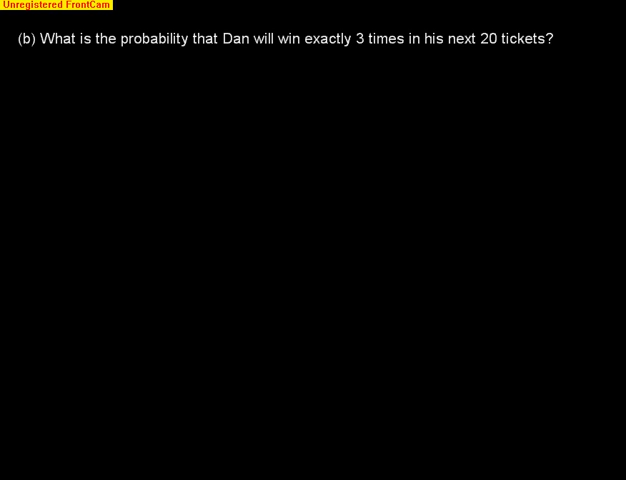 Unregistered FrontCam
(b) What is the probability that Dan will win exactly 3 times in his next 20 tickets?